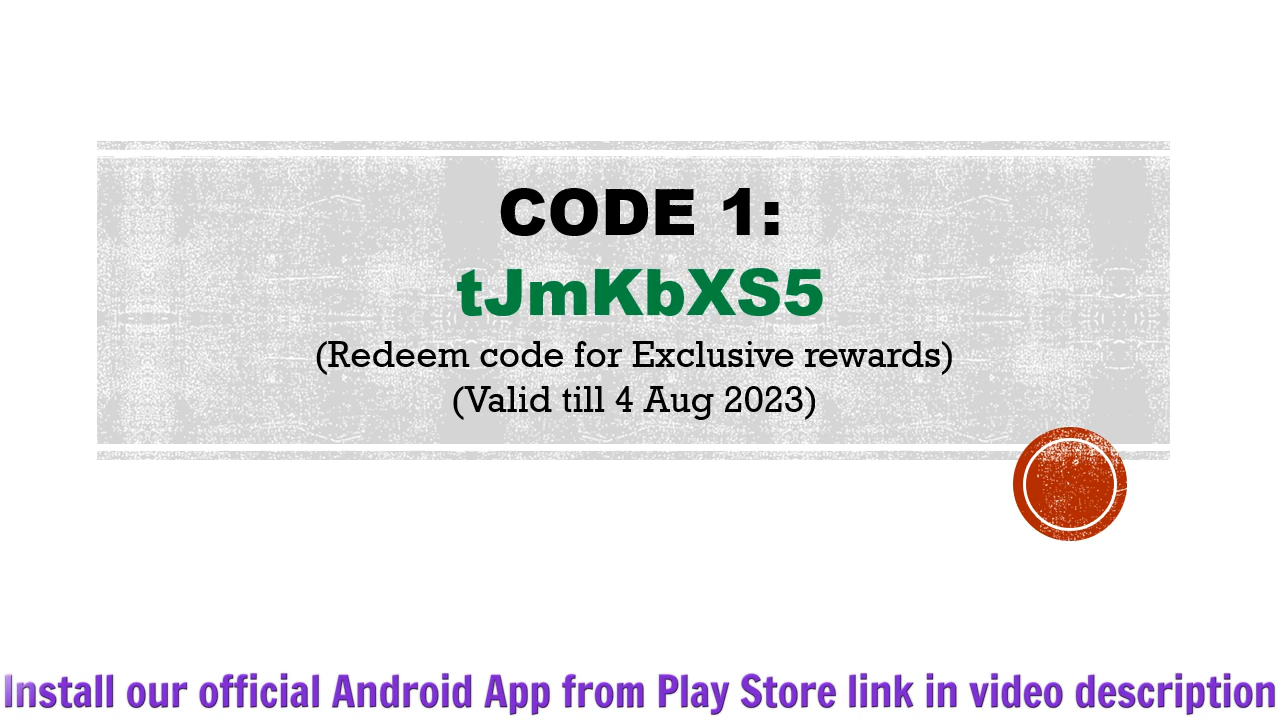 CODE 1:
tJmKbXS5
(Redeem code for Exclusive rewards)
(Valid till 4 Aug 2023)
Install our official Android App from Play Store link in video description